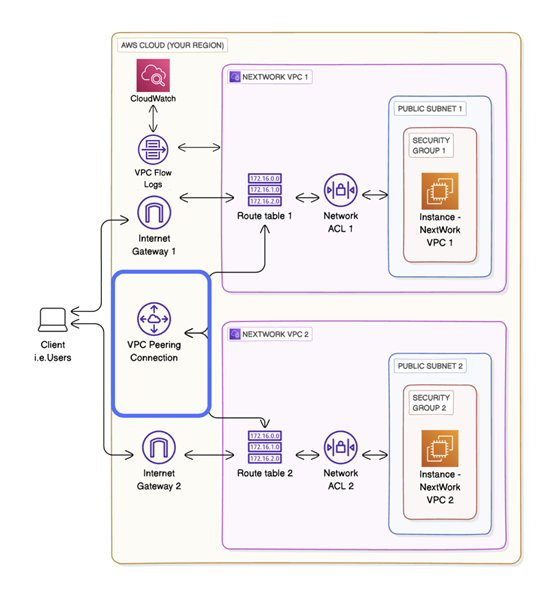 AWS CLOUD (YOUR REGION)
CloudWatch
VPC Flow
Logs
Internet
Gateway 1
VPC Peering
Connection
Client
i.e.Users
Internet
Gateway 2
NEXTWORK VPC 1
172.16.0.0
172.16.1.0
172.16.2.0
Route table 1
Network
ACL 1
PUBLIC SUBNET 1
SECURITY
GROUP 1
Instance -
NextWork
VPC 1
NEXTWORK VPC 2
172.16.0.0
172.16.1.0
172.16.2.0
Route table 2
Network
ACL 2
PUBLIC SUBNET 2
SECURITY
GROUP 2
Instance -
NextWork
VPC 2